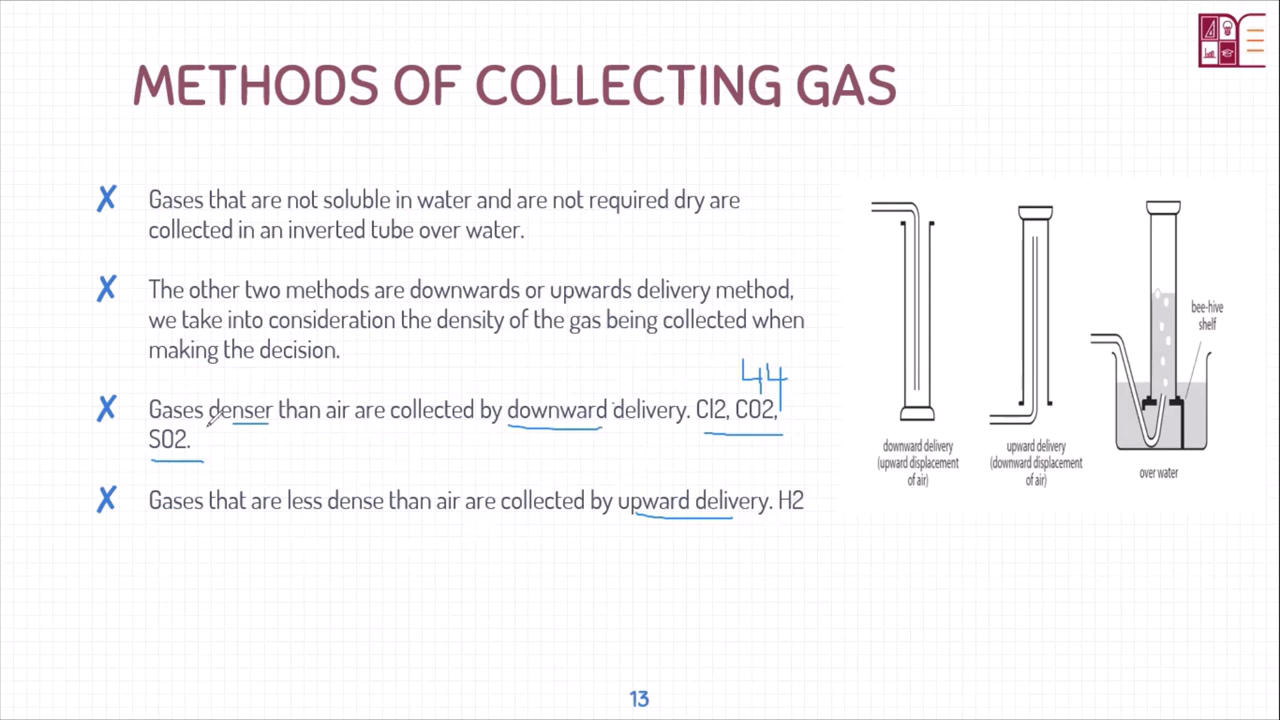 METHODS OF COLLECTING GAS
✗ Gases that are not soluble in water and are not required dry are
collected in an inverted tube over water.
✗ The other two methods are downwards or upwards delivery method,
we take into consideration the density of the gas being collected when
making the decision.
44
✗ Gases denser than air are collected by downward delivery. Cl2, CO2,
SO2.
✗ Gases that are less dense than air are collected by upward delivery. H2
downward delivery
(upward displacement
of air)
upward delivery
(downward displacement
of air)
bee-hive
shelf
over water
13